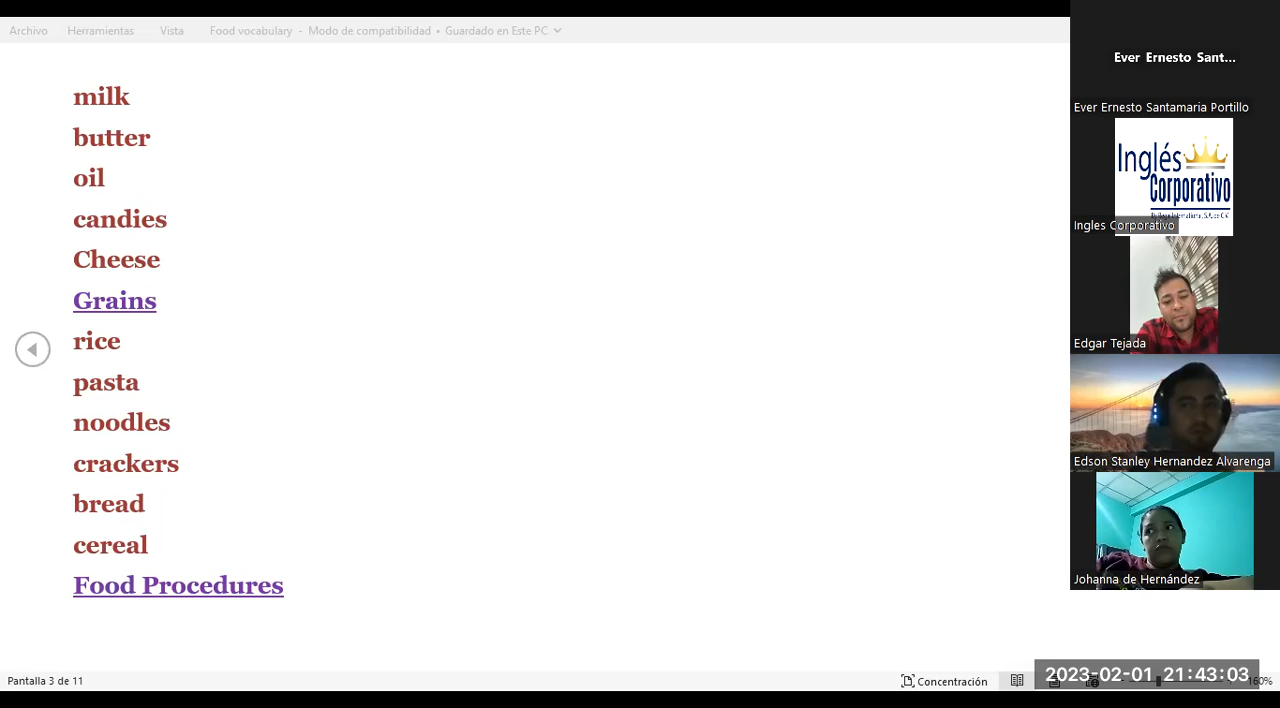 Archivo Herramientas Vista Food vocabulary - Modo de compatibilidad • Guardado en Este PC
milk
butter
oil
candies
Cheese
Grains
rice
pasta
noodles
crackers
bread
cereal
Food Procedures
Ever Ernesto Sant...
Ever Ernesto Santamaria Portillo
Inglés
Corporativo
Ingles Corporativo
Edgar Tejada
Edson Stanley Hernandez Alvarenga
Johanna de Hernández
Pantalla 3 de 11
Concentración
160%
2023-02-01 21:43:03